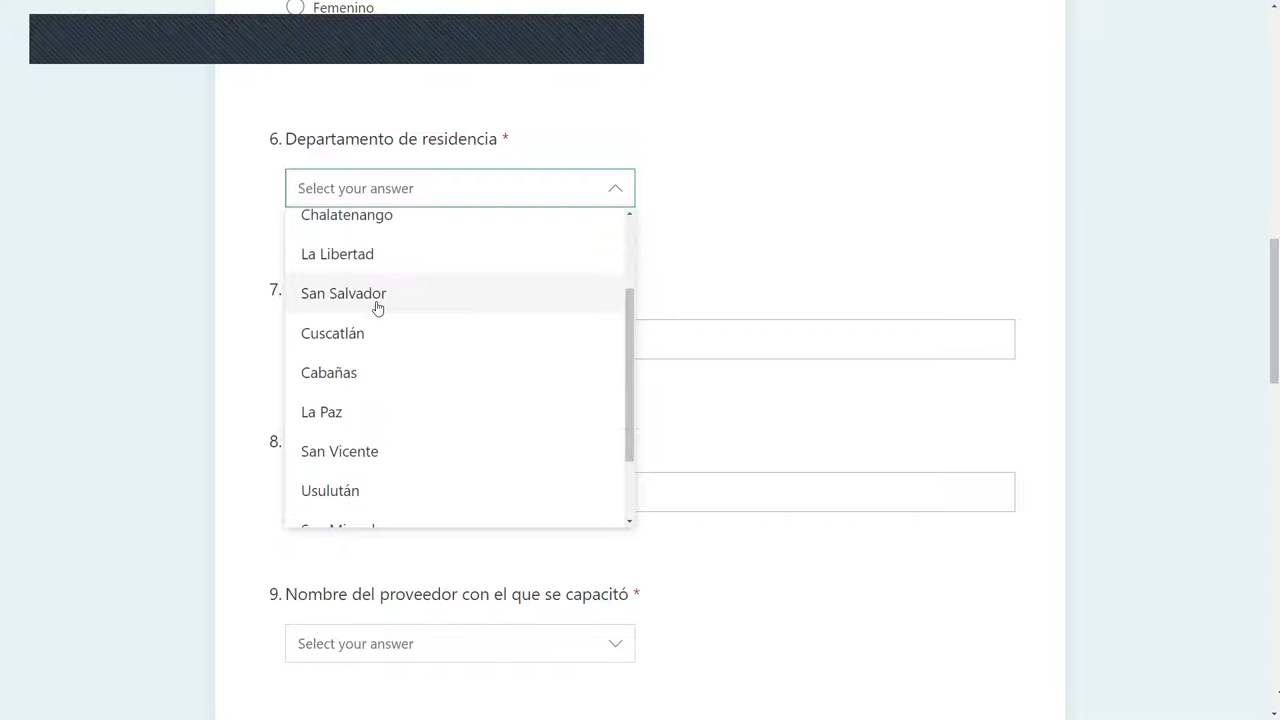 Femenino
6. Departamento de residencia *
Select your answer
Chalatenango
La Libertad
7.
San Salvador
Cuscatlán
Cabañas
La Paz
8.
San Vicente
Usulután
9. Nombre del proveedor con el que se capacitó *
Select your answer